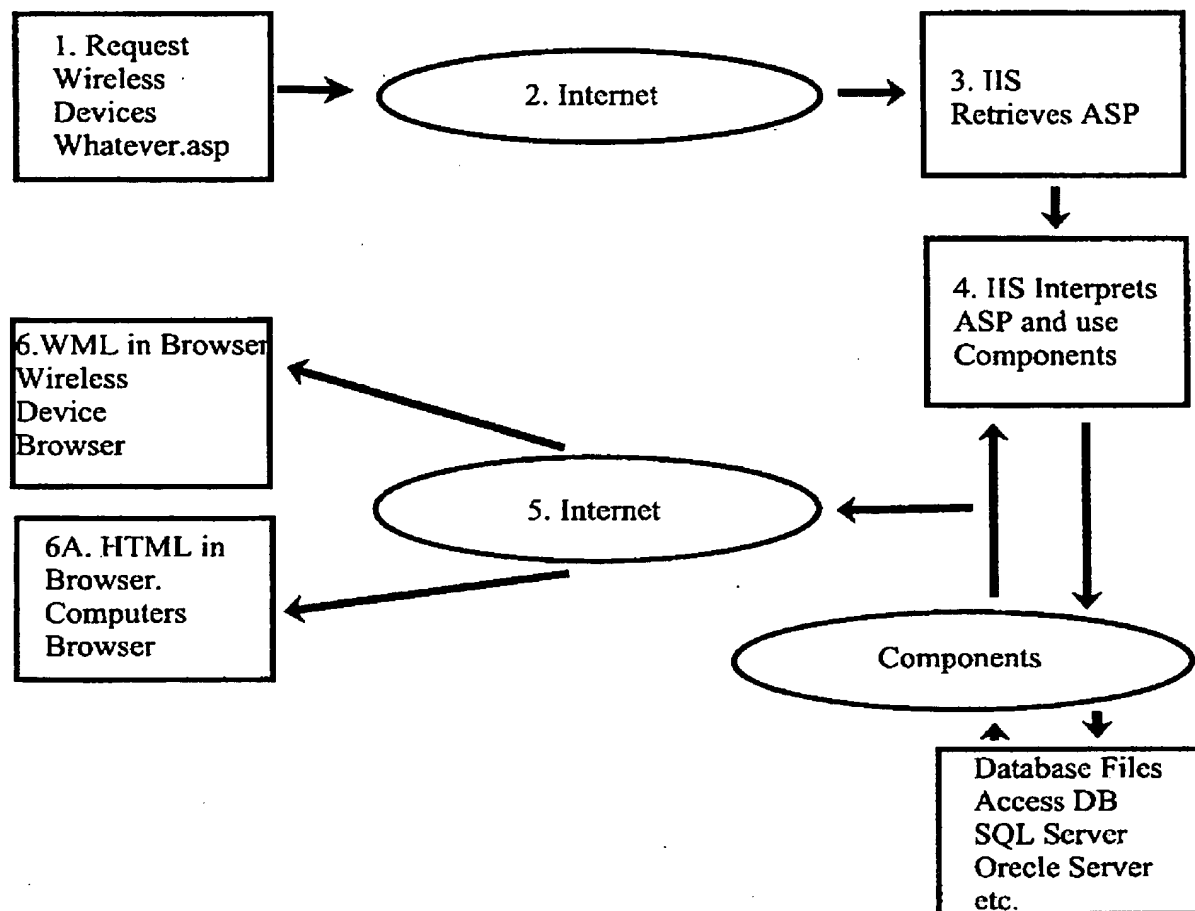 1. Request
Wireless
Devices
Whatever.asp
2. Internet
3. IIS
Retrieves ASP
4. IIS Interprets
ASP and use
Components
6.WML in Browser
Wireless
Device
Browser
5. Internet
6A. HTML in
Browser.
Computers
Browser
Components
Database Files
Access DB
SQL Server
Orecle Server
etc.